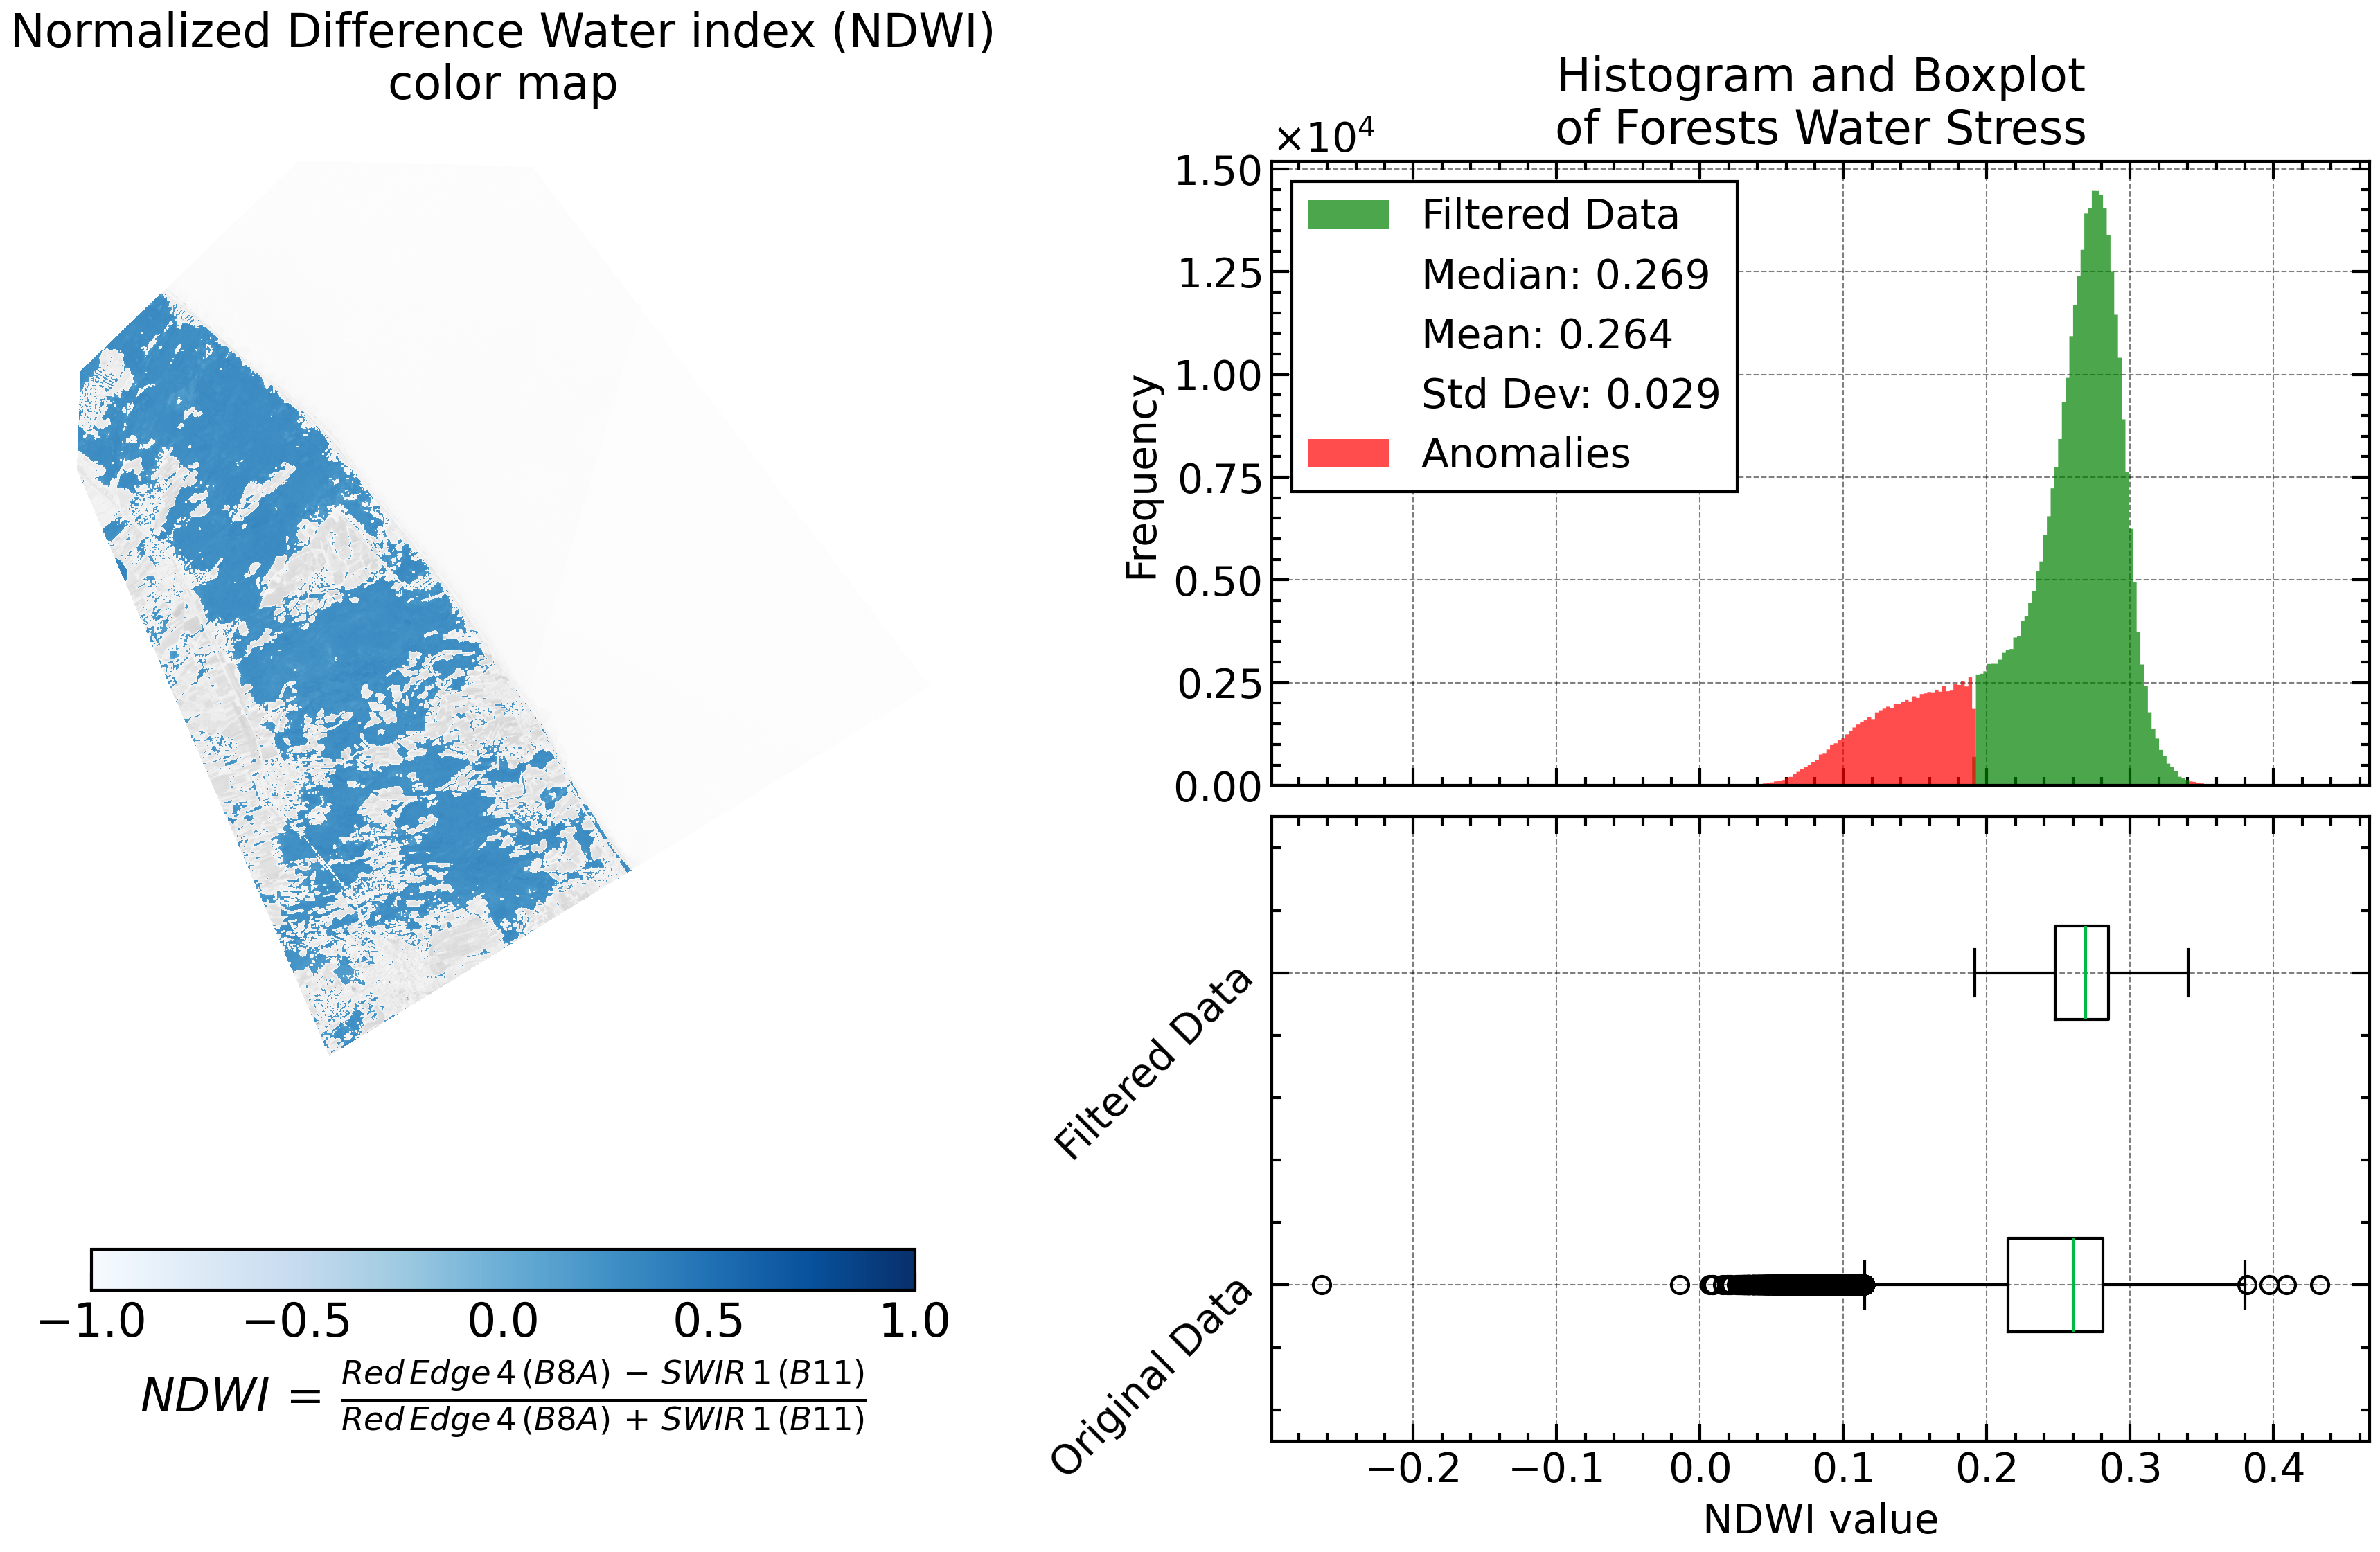 Normalized Difference Water index (NDWI)
color map
−1.0 −0.5 0.0 0.5 1.0
NDWI = Red Edge 4 (B8A) − SWIR 1 (B11)
Red Edge 4 (B8A) + SWIR 1 (B11)
Histogram and Boxplot
of Forests Water Stress
×10⁴
1.50
1.25
1.00
0.75
0.50
0.25
0.00
Frequency
Filtered Data
Median: 0.269
Mean: 0.264
Std Dev: 0.029
Anomalies
Filtered Data
Original Data
−0.2 −0.1 0.0 0.1 0.2 0.3 0.4
NDWI value